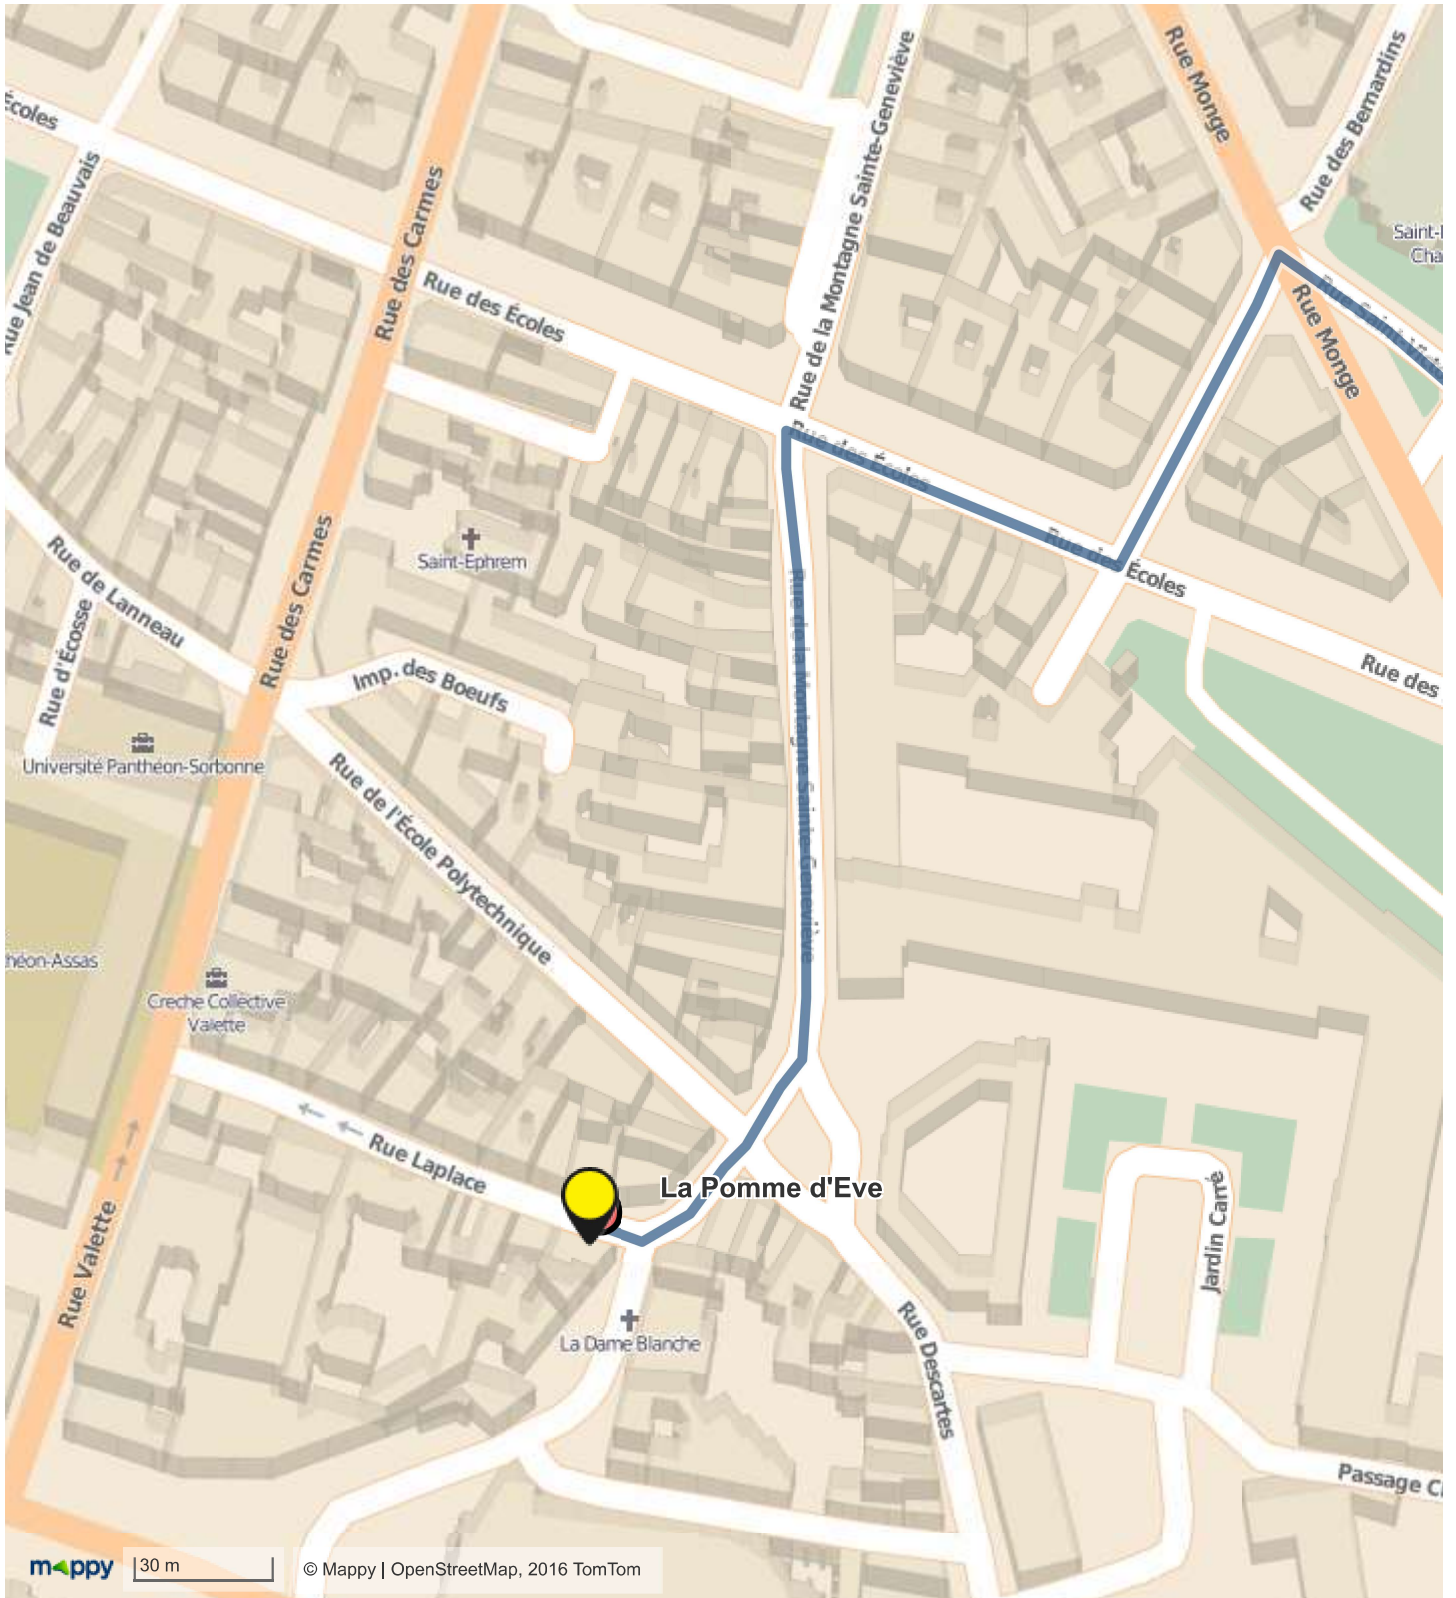 Écoles
Rue Jean de Beauvais
Rue des Carmes
Rue des Écoles
Rue de la Montagne Sainte-Geneviève
Rue Monge
Rue des Bernardins
Rue Monge
Rue des Écoles
Rue des Écoles
Rue des
Saint-Ephrem
Rue de Lanneau
Rue d'Écosse
Rue des Carmes
Imp. des Boeufs
Rue de la Montagne Sainte-Geneviève
Université Panthéon-Sorbonne
Rue de l'École Polytechnique
héon-Assas
Creche Collective
Valette
Rue Laplace
La Pomme d'Eve
Rue Valette
Jardin Carré
La Dame Blanche
Rue Descartes
mappy
30 m
© Mappy | OpenStreetMap, 2016 TomTom